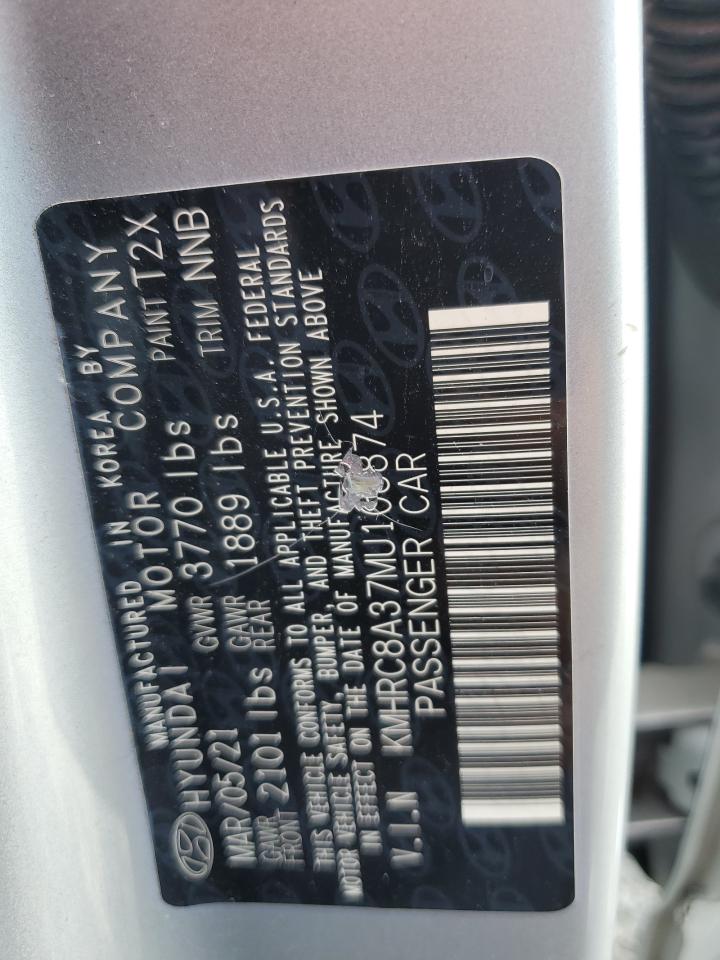 MANUFACTURED IN KOREA BY
HYUNDAI MOTOR COMPANY
MAR/05/21 GVWR 3770 lbs PAINT T2X
GAWR FRONT 2101 lbs GAWR REAR 1889 lbs TRIM NNB
THIS VEHICLE CONFORMS TO ALL APPLICABLE U.S.A. FEDERAL
MOTOR VEHICLE SAFETY, BUMPER, AND THEFT PREVENTION STANDARDS
IN EFFECT ON THE DATE OF MANUFACTURE SHOWN ABOVE
V.I.N
PASSENGER CAR